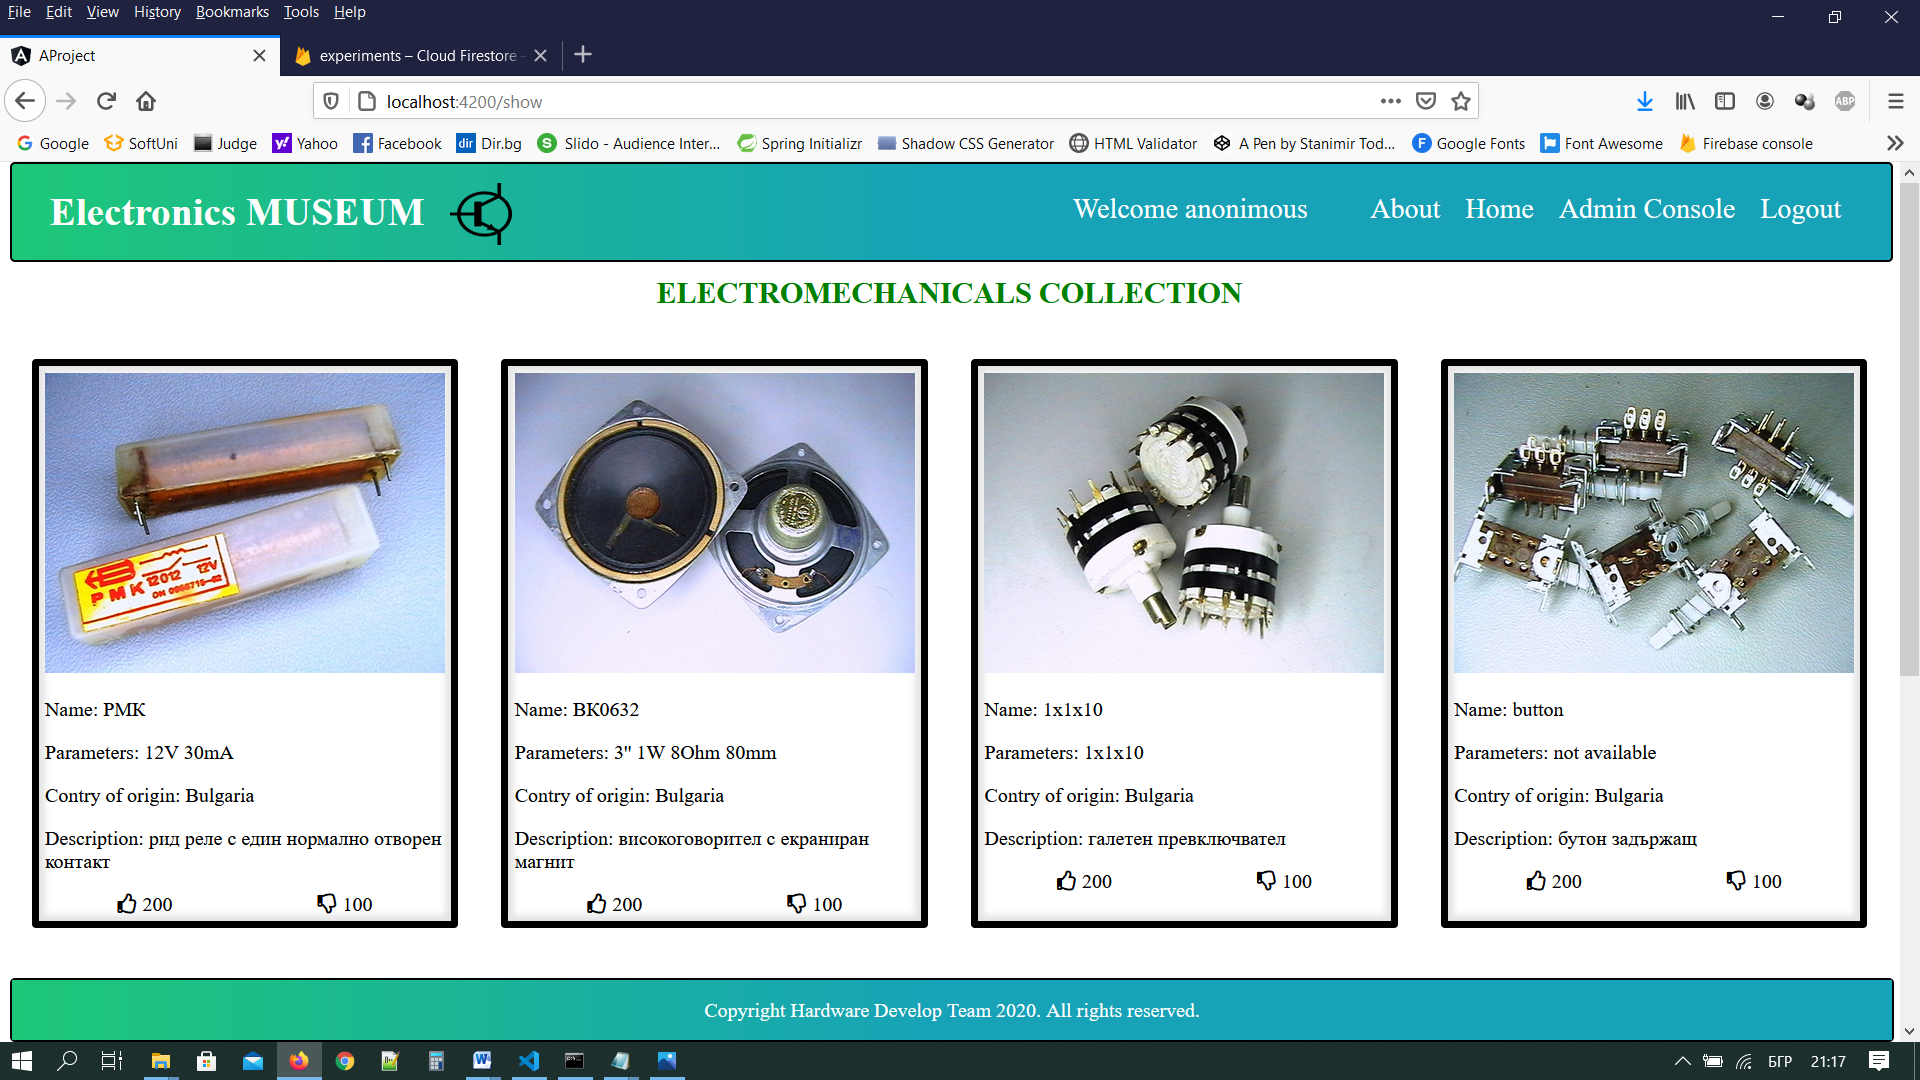 File Edit View History Bookmarks Tools Help
AProject
experiments – Cloud Firestore
localhost:4200/show
Google SoftUni Judge Yahoo Facebook Dir.bg Slido - Audience Inter... Spring Initializr Shadow CSS Generator HTML Validator A Pen by Stanimir Tod... Google Fonts Font Awesome Firebase console
Electronics MUSEUM
Welcome anonimous About Home Admin Console Logout
ELECTROMECHANICALS COLLECTION
12012 12V
РМК
Name: РМК
Parameters: 12V 30mA
Contry of origin: Bulgaria
Description: рид реле с един нормално отворен
контакт
200 100
Name: ВК0632
Parameters: 3" 1W 8Ohm 80mm
Contry of origin: Bulgaria
Description: високоговорител с екраниран
магнит
200 100
Name: 1x1x10
Parameters: 1x1x10
Contry of origin: Bulgaria
Description: галетен превключвател
200 100
Name: button
Parameters: not available
Contry of origin: Bulgaria
Description: бутон задържащ
200 100
Copyright Hardware Develop Team 2020. All rights reserved.
БГР 21:17